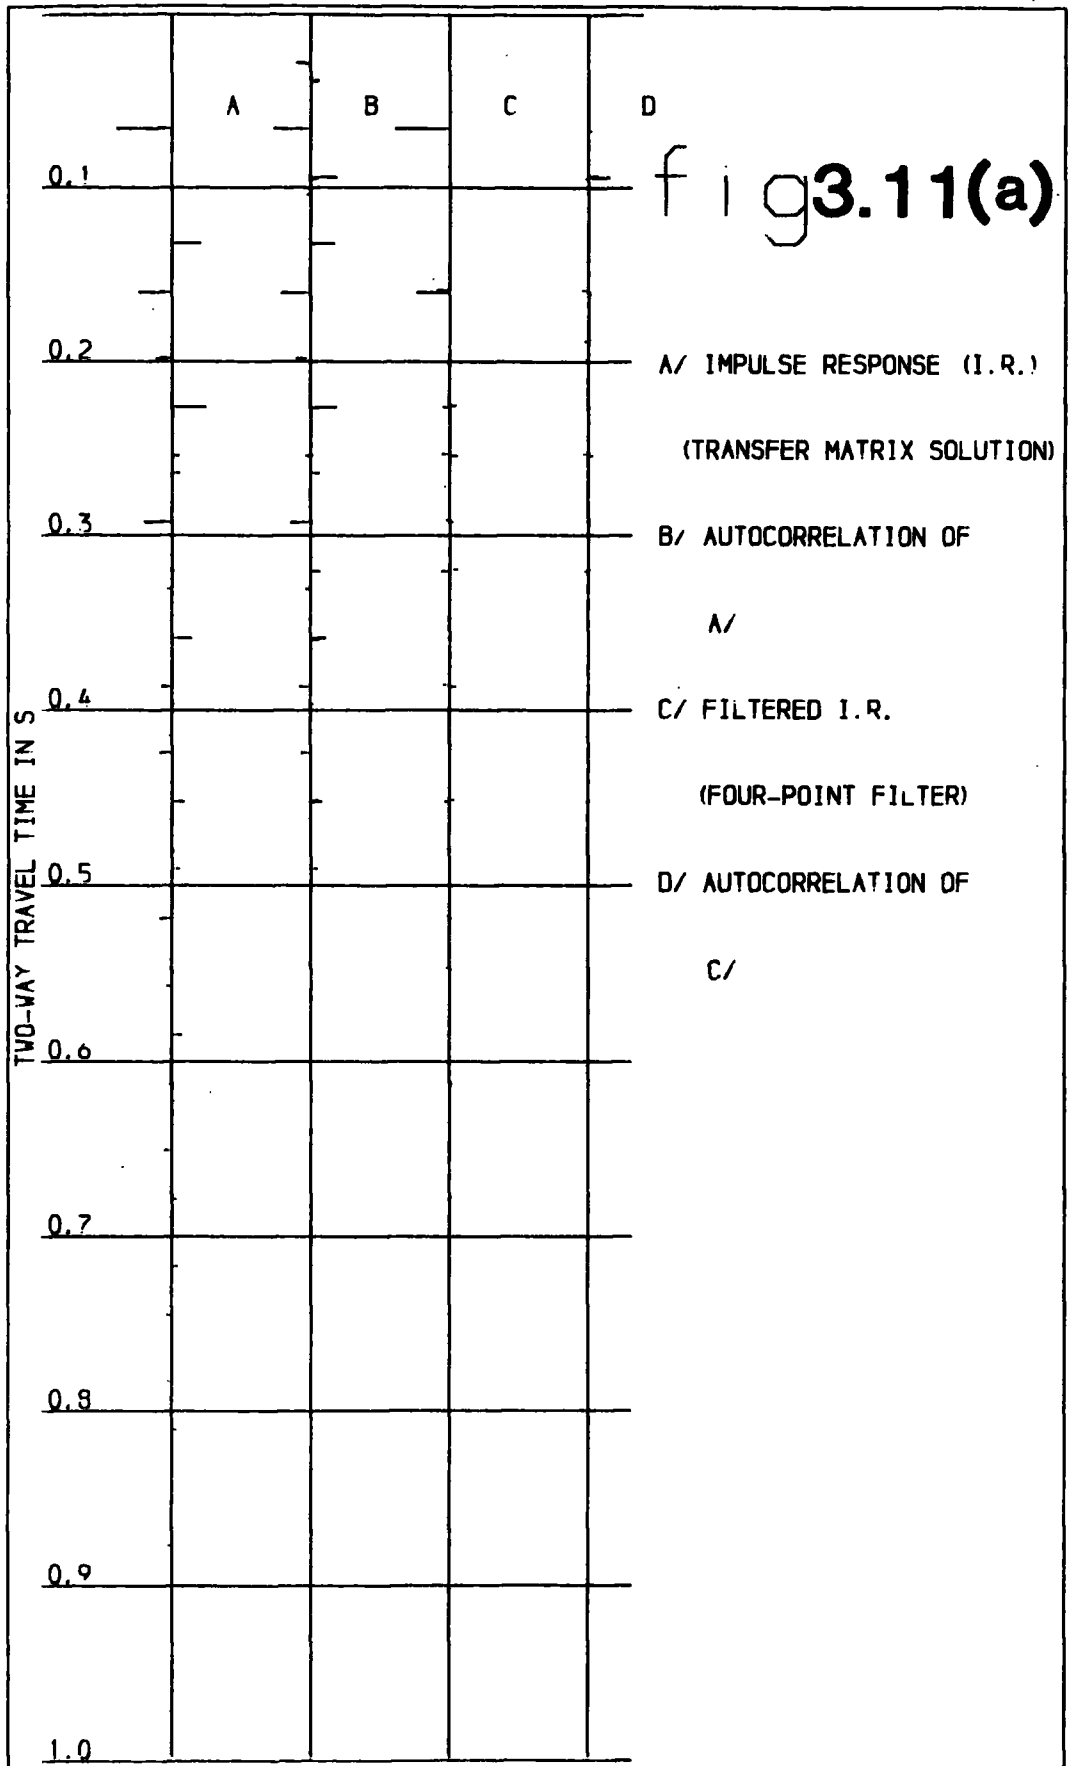 A B C D
fig3.11(a)
0.1
0.2
0.3
0.4
0.5
0.6
0.7
0.8
0.9
1.0
TWO-WAY TRAVEL TIME IN S
A/ IMPULSE RESPONSE (I.R.)
(TRANSFER MATRIX SOLUTION)
B/ AUTOCORRELATION OF
A/
C/ FILTERED I.R.
(FOUR-POINT FILTER)
D/ AUTOCORRELATION OF
C/